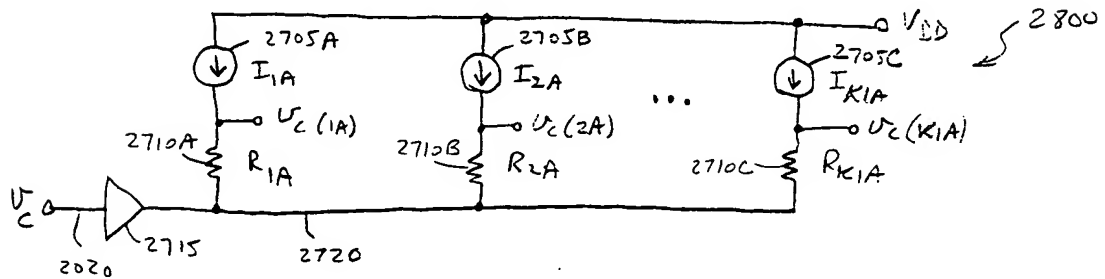 2705A
2705B
2705C
V_DD
2800
I_1A
I_2A
...
I_K1A
v_c(1A)
v_c(2A)
v_c(K1A)
2710A
R_1A
2710B
R_2A
2710C
R_K1A
v_c
2715
2720
2020